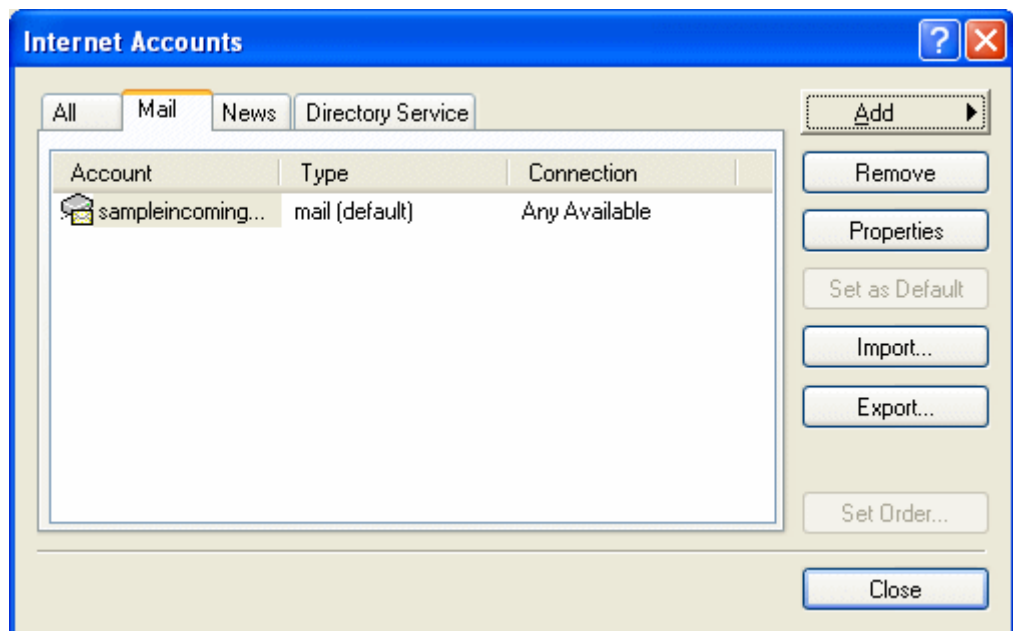 Internet Accounts
All Mail News Directory Service
Add
Account Type Connection
Remove
sampleincoming... mail (default) Any Available
Properties
Set as Default
Import...
Export...
Set Order...
Close